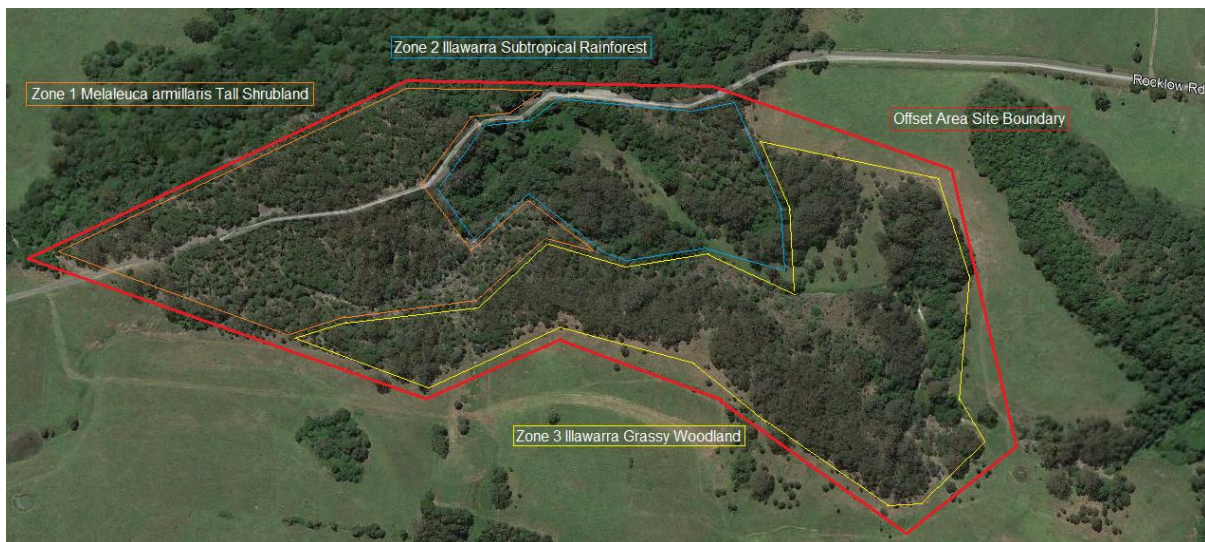 Zone 2 Illawarra Subtropical Rainforest
Rocklow Rd
Zone 1 Melaleuca armillaris Tall Shrubland
Offset Area Site Boundary
Zone 3 Illawarra Grassy Woodland